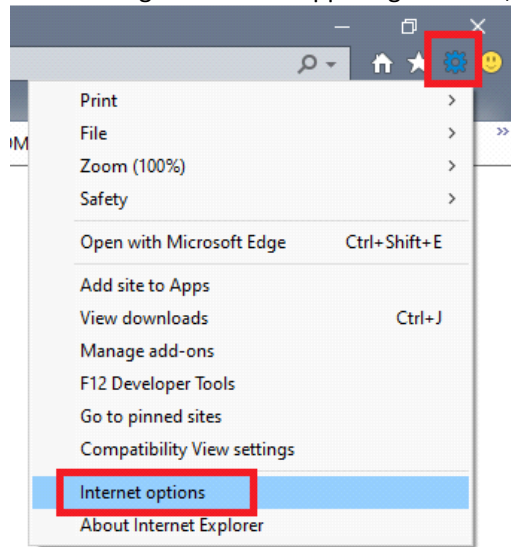 Print
File
Zoom (100%)
Safety
Open with Microsoft Edge Ctrl+Shift+E
Add site to Apps
View downloads Ctrl+J
Manage add-ons
F12 Developer Tools
Go to pinned sites
Compatibility View settings
Internet options
About Internet Explorer